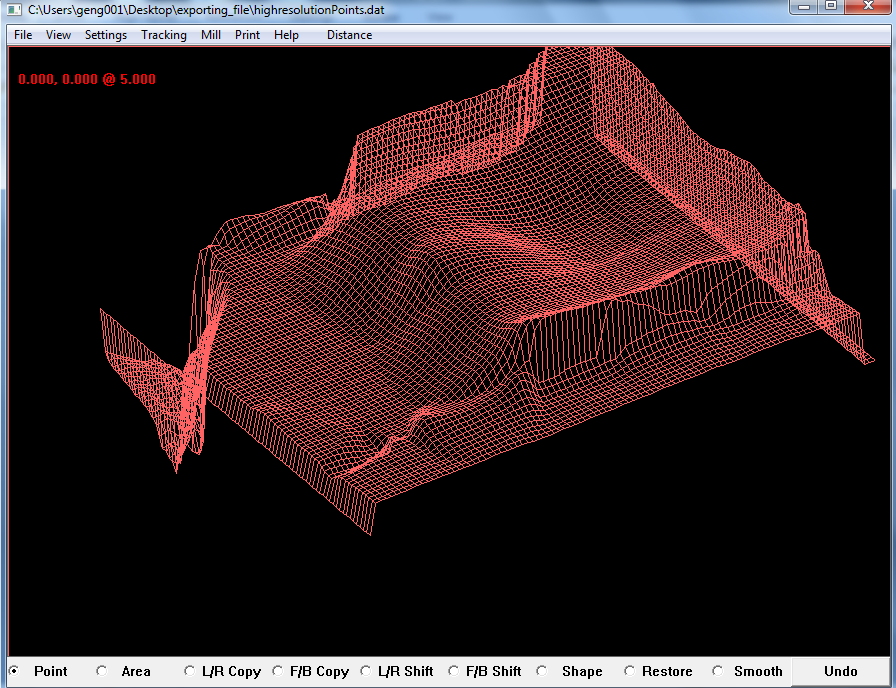 C:\Users\geng001\Desktop\exporting_file\highresolutionPoints.dat
File View Settings Tracking Mill Print Help Distance
0.000, 0.000 @ 5.000
Point Area L/R Copy F/B Copy L/R Shift F/B Shift Shape Restore Smooth Undo